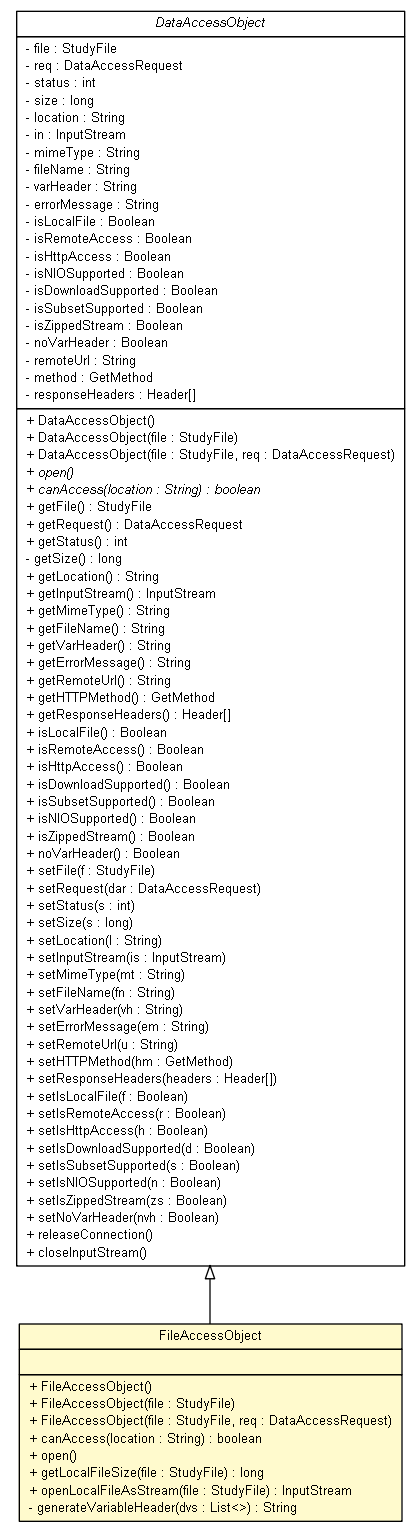 DataAccessObject
- file : StudyFile
- req : DataAccessRequest
- status : int
- size : long
- location : String
- in : InputStream
- mimeType : String
- fileName : String
- varHeader : String
- errorMessage : String
- isLocalFile : Boolean
- isRemoteAccess : Boolean
- isHttpAccess : Boolean
- isNIOSupported : Boolean
- isDownloadSupported : Boolean
- isSubsetSupported : Boolean
- isZippedStream : Boolean
- noVarHeader : Boolean
- remoteUrl : String
- method : GetMethod
- responseHeaders : Header[]
+ DataAccessObject()
+ DataAccessObject(file : StudyFile)
+ DataAccessObject(file : StudyFile, req : DataAccessRequest)
+ open()
+ canAccess(location : String) : boolean
+ getFile() : StudyFile
+ getRequest() : DataAccessRequest
+ getStatus() : int
- getSize() : long
+ getLocation() : String
+ getInputStream() : InputStream
+ getMimeType() : String
+ getFileName() : String
+ getVarHeader() : String
+ getErrorMessage() : String
+ getRemoteUrl() : String
+ getHTTPMethod() : GetMethod
+ getResponseHeaders() : Header[]
+ isLocalFile() : Boolean
+ isRemoteAccess() : Boolean
+ isHttpAccess() : Boolean
+ isDownloadSupported() : Boolean
+ isSubsetSupported() : Boolean
+ isNIOSupported() : Boolean
+ isZippedStream() : Boolean
+ noVarHeader() : Boolean
+ setFile(f : StudyFile)
+ setRequest(dar : DataAccessRequest)
+ setStatus(s : int)
+ setSize(s : long)
+ setLocation(l : String)
+ setInputStream(is : InputStream)
+ setMimeType(mt : String)
+ setFileName(fn : String)
+ setVarHeader(vh : String)
+ setErrorMessage(em : String)
+ setRemoteUrl(u : String)
+ setHTTPMethod(hm : GetMethod)
+ setResponseHeaders(headers : Header[])
+ setIsLocalFile(f : Boolean)
+ setIsRemoteAccess(r : Boolean)
+ setIsHttpAccess(h : Boolean)
+ setIsDownloadSupported(d : Boolean)
+ setIsSubsetSupported(s : Boolean)
+ setIsNIOSupported(n : Boolean)
+ setIsZippedStream(zs : Boolean)
+ setNoVarHeader(nvh : Boolean)
+ releaseConnection()
+ closeInputStream()
FileAccessObject
+ FileAccessObject()
+ FileAccessObject(file : StudyFile)
+ FileAccessObject(file : StudyFile, req : DataAccessRequest)
+ canAccess(location : String) : boolean
+ open()
+ getLocalFileSize(file : StudyFile) : long
+ openLocalFileAsStream(file : StudyFile) : InputStream
- generateVariableHeader(dvs : List<>) : String